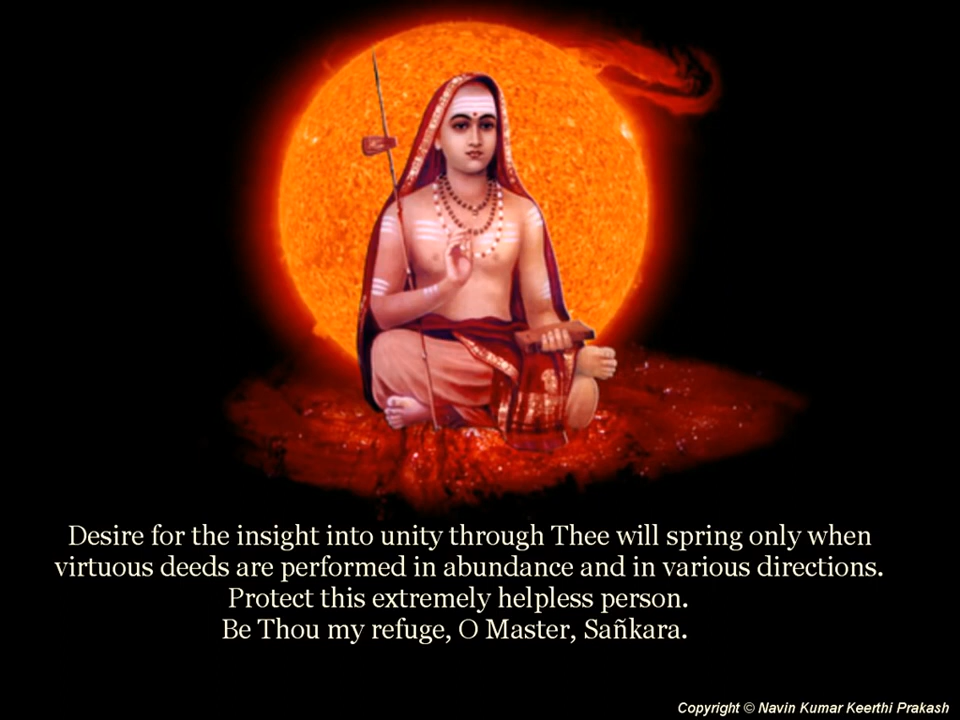 Desire for the insight into unity through Thee will spring only when
virtuous deeds are performed in abundance and in various directions.
Protect this extremely helpless person.
Be Thou my refuge, O Master, Sañkara.
Copyright © Navin Kumar Keerthi Prakash